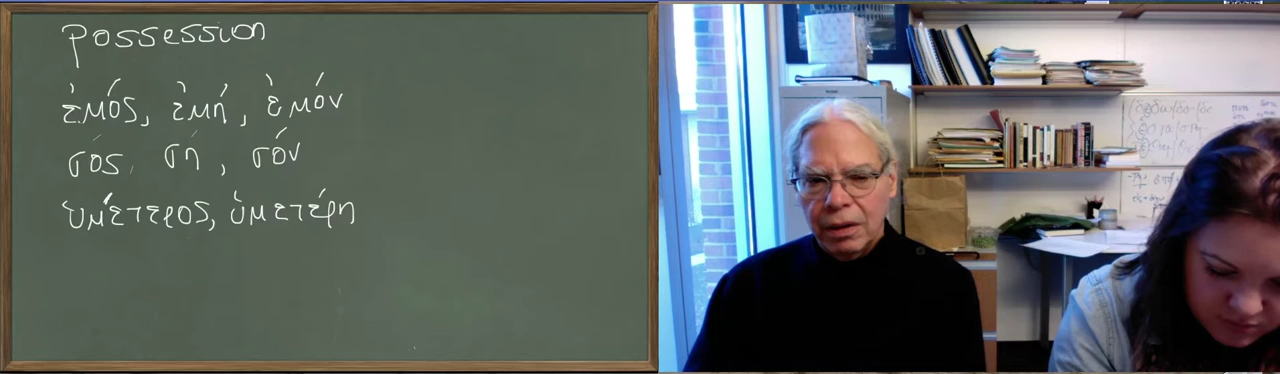 Possession
ἐμός, ἐμή, ἐμόν
σός, σή, σόν
ὑμέτερος, ὑμετέρη